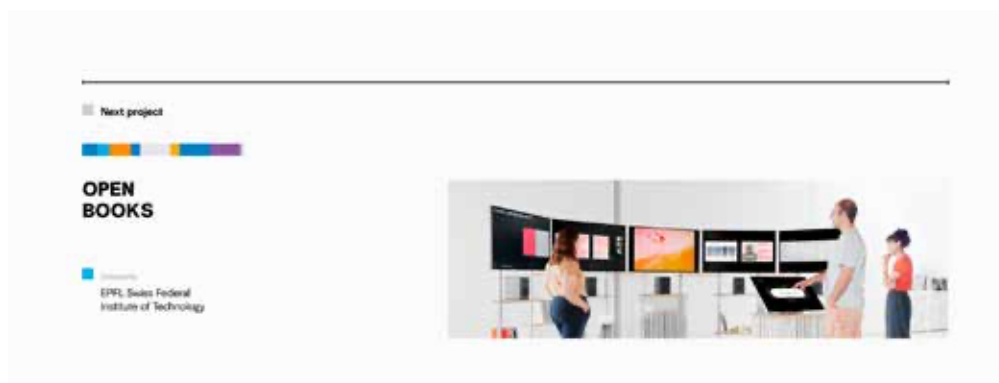 Next project
OPEN
BOOKS
EPFL Swiss Federal
Institute of Technology